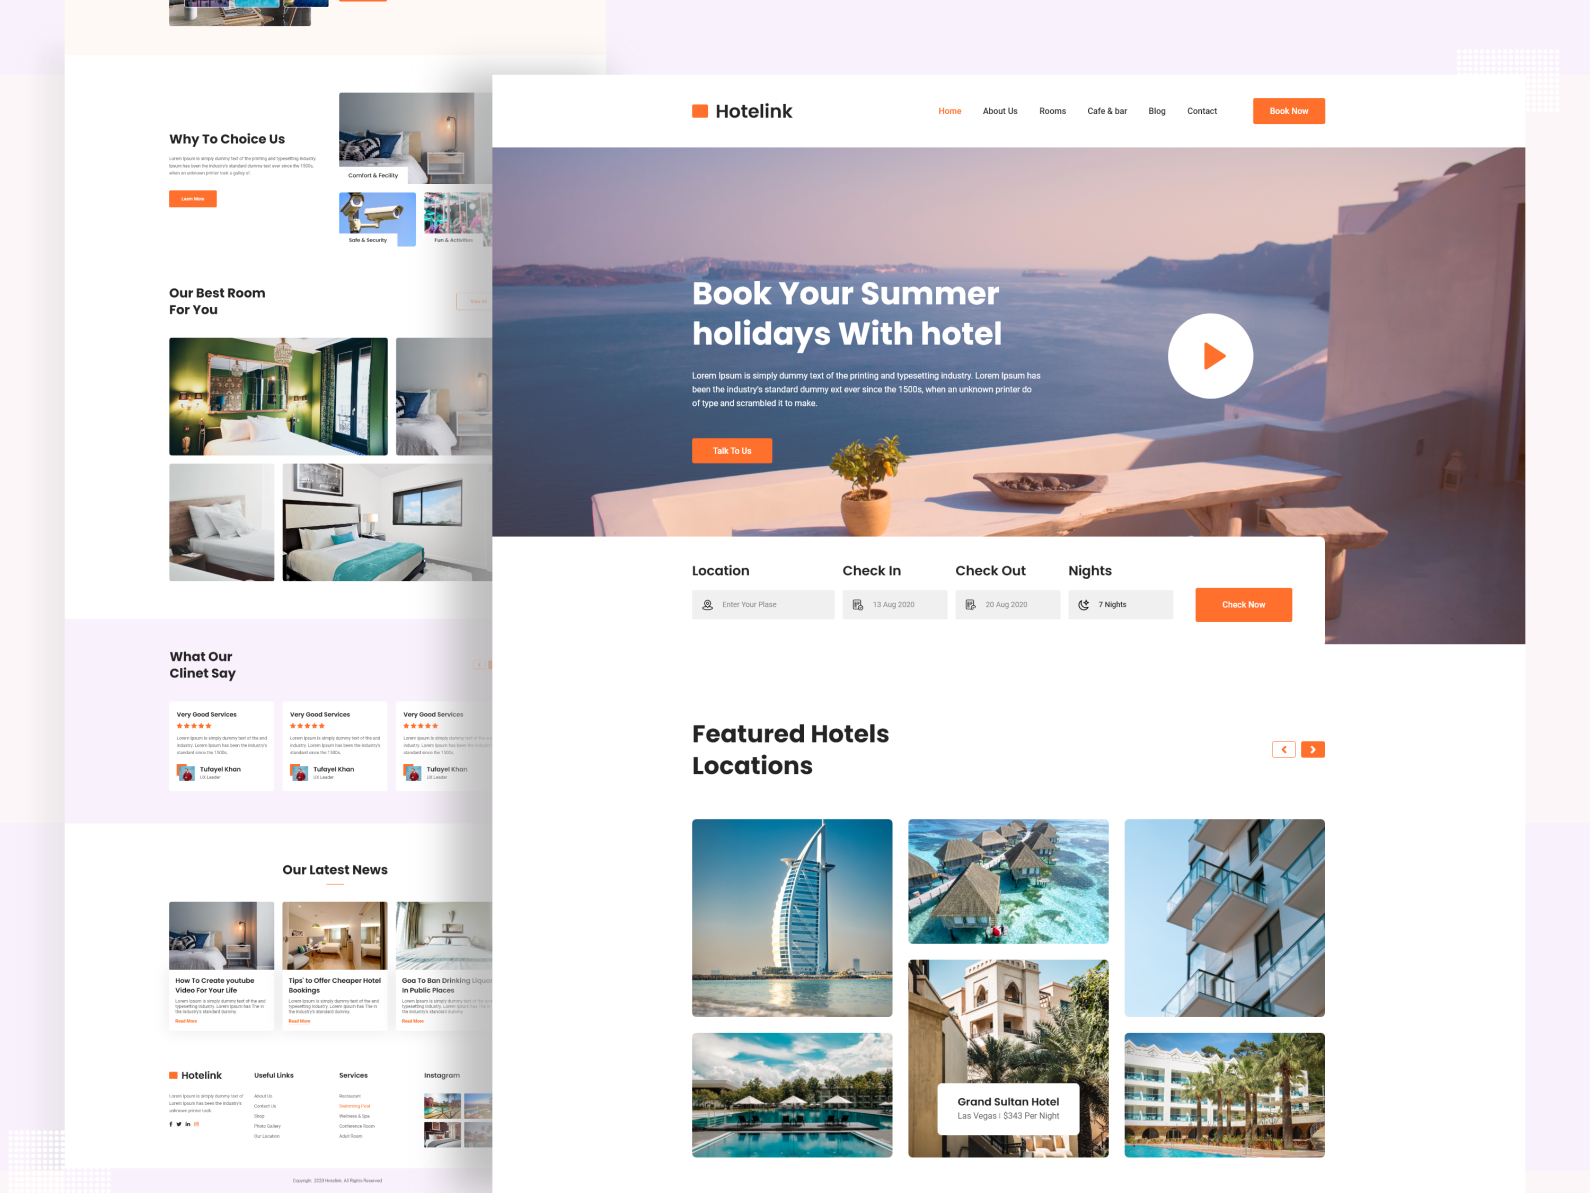 Why To Choice Us
Lorem Ipsum is simply dummy text of the printing and typesetting industry.
Ipsum has been the industry's standard dummy text ever since the 1500s,
when an unknown printer took a galley of.
Learn More
Comfort & Fecility
Safe & Security
Fun & Activities
Our Best Room
For You
View All
What Our
Clinet Say
Very Good Services
Lorem Ipsum is simply dummy text of the and
industry. Lorem Ipsum has been the industry's
standard since the 1500s.
Tufayel Khan
UX Leader
Very Good Services
Lorem Ipsum is simply dummy text of the and
industry. Lorem Ipsum has been the industry's
standard since the 1500s.
Tufayel Khan
UX Leader
Very Good Services
Lorem Ipsum is simply dummy text of the
industry. Lorem Ipsum has been the
standard since the 1500s.
Tufayel Khan
UX Leader
Our Latest News
How To Create youtube
Video For Your Life
Lorem Ipsum is simply dummy text of the and
typesetting industry. Lorem Ipsum has The in
the industry's standard dummy.
Read More
Tips' to Offer Cheaper Hotel
Bookings
Lorem Ipsum is simply dummy text of the and
typesetting industry. Lorem Ipsum has The in
the industry's standard dummy.
Read More
Goa To Ban Drinking Liquor
in Public Places
Lorem Ipsum is simply dummy text of the and
typesetting industry. Lorem Ipsum has The in
the industry's standard dummy.
Read More
Hotelink
Lorem Ipsum is simply dummy text of
Lorem Ipsum has been the industry's
unknown printer took.
Useful Links
About Us
Contact Us
Shop
Photo Gallery
Our Location
Services
Restaurant
Swimming Pool
Wellness & Spa
Conference Room
Adult Room
Instagram
Copyright 2020 Hotelink. All Rights Reserved
Hotelink
Home
About Us
Rooms
Cafe & bar
Blog
Contact
Book Now
Book Your Summer
holidays With hotel
Lorem Ipsum is simply dummy text of the printing and typesetting industry. Lorem Ipsum has
been the industry's standard dummy ext ever since the 1500s, when an unknown printer do
of type and scrambled it to make.
Talk To Us
Location
Enter Your Plase
Check In
13 Aug 2020
Check Out
20 Aug 2020
Nights
7 Nights
Check Now
Featured Hotels
Locations
Grand Sultan Hotel
Las Vegas | $343 Per Night